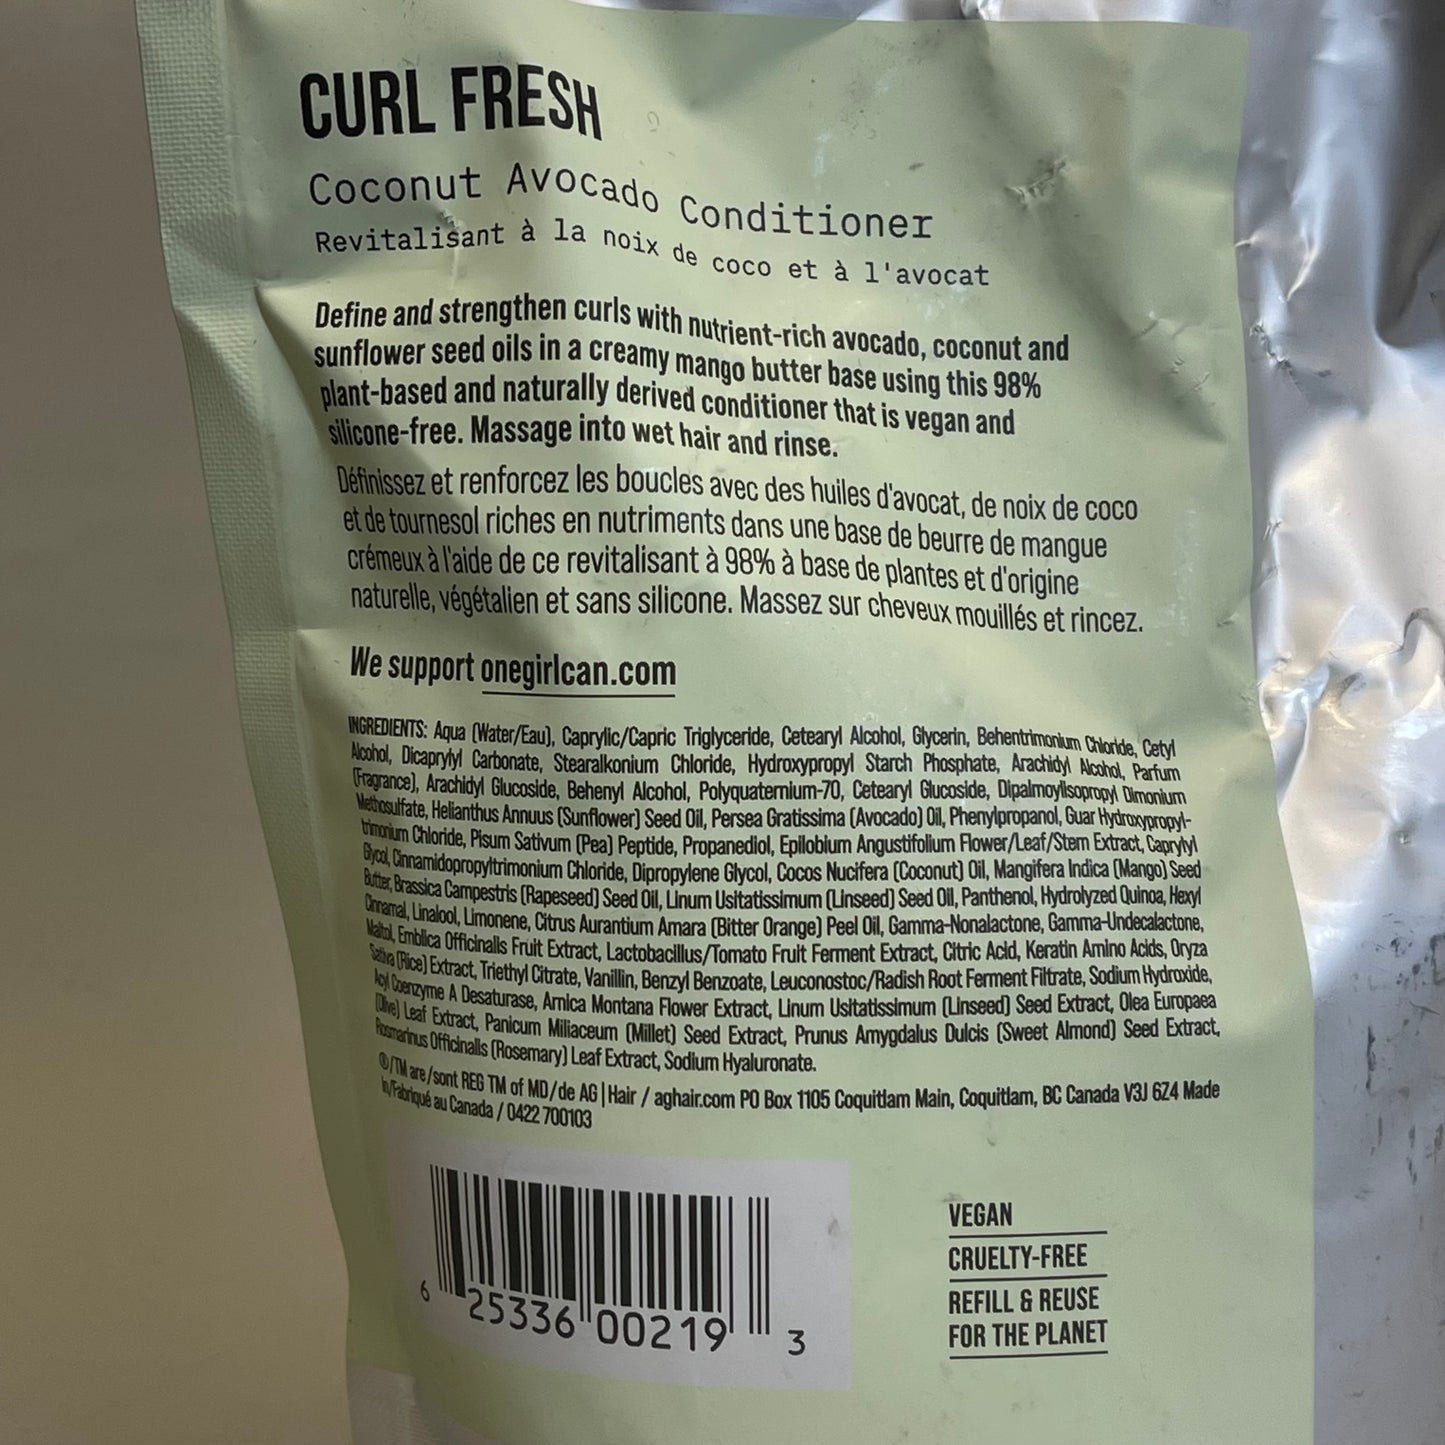 CURL FRESH
Coconut Avocado Conditioner
Revitalisant à la noix de coco et à l'avocat
Define and strengthen curls with nutrient-rich avocado, coconut and
sunflower seed oils in a creamy mango butter base using this 98%
plant-based and naturally derived conditioner that is vegan and
silicone-free. Massage into wet hair and rinse.
Définissez et renforcez les boucles avec des huiles d'avocat, de noix de coco
et de tournesol riches en nutriments dans une base de beurre de mangue
crémeux à l'aide de ce revitalisant à 98% à base de plantes et d'origine
naturelle, végétalien et sans silicone. Massez sur cheveux mouillés et rincez.
We support onegirlcan.com
INGREDIENTS: Aqua (Water/Eau), Caprylic/Capric Triglyceride, Cetearyl Alcohol, Glycerin, Behentrimonium Chloride, Cetyl
Alcohol, Dicaprylyl Carbonate, Stearalkonium Chloride, Hydroxypropyl Starch Phosphate, Arachidyl Alcohol, Parfum
(Fragrance), Arachidyl Glucoside, Behenyl Alcohol, Polyquaternium-70, Cetearyl Glucoside, Dipalmoylisopropyl Dimonium
Methosulfate, Helianthus Annuus (Sunflower) Seed Oil, Persea Gratissima (Avocado) Oil, Phenylpropanol, Guar Hydroxypropyl-
trimonium Chloride, Pisum Sativum (Pea) Peptide, Propanediol, Epilobium Angustifolium Flower/Leaf/Stem Extract, Caprylyl
Glycol, Cinnamidopropyltrimonium Chloride, Dipropylene Glycol, Cocos Nucifera (Coconut) Oil, Mangifera Indica (Mango) Seed
Butter, Brassica Campestris (Rapeseed) Seed Oil, Linum Usitatissimum (Linseed) Seed Oil, Panthenol, Hydrolyzed Quinoa, Hexyl
Cinnamal, Linalool, Limonene, Citrus Aurantium Amara (Bitter Orange) Peel Oil, Gamma-Nonalactone, Gamma-Undecalactone,
Maltol, Emblica Officinalis Fruit Extract, Lactobacillus/Tomato Fruit Ferment Extract, Citric Acid, Keratin Amino Acids, Oryza
Sativa (Rice) Extract, Triethyl Citrate, Vanillin, Benzyl Benzoate, Leuconostoc/Radish Root Ferment Filtrate, Sodium Hydroxide,
Acyl Coenzyme A Desaturase, Arnica Montana Flower Extract, Linum Usitatissimum (Linseed) Seed Extract, Olea Europaea
(Olive) Leaf Extract, Panicum Miliaceum (Millet) Seed Extract, Prunus Amygdalus Dulcis (Sweet Almond) Seed Extract,
Rosmarinus Officinalis (Rosemary) Leaf Extract, Sodium Hyaluronate.
®/TM are/sont REG TM of MD/de AG | Hair / aghair.com PO Box 1105 Coquitlam Main, Coquitlam, BC Canada V3J 6Z4 Made
in/Fabriqué au Canada / 0422 700103
6 25336 00219 3
VEGAN
CRUELTY-FREE
REFILL & REUSE
FOR THE PLANET